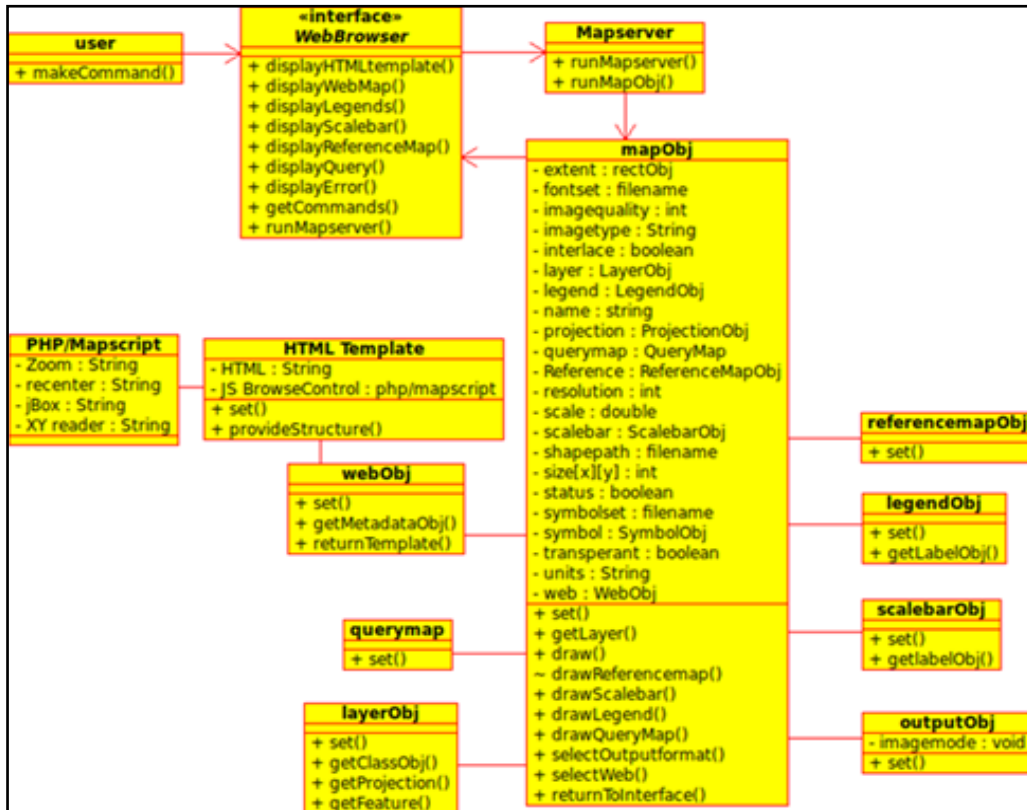 user
+ makeCommand()
«interface»
WebBrowser
+ displayHTMLtemplate()
+ displayWebMap()
+ displayLegends()
+ displayScalebar()
+ displayReferenceMap()
+ displayQuery()
+ displayError()
+ getCommands()
+ runMapserver()
Mapserver
+ runMapserver()
+ runMapObj()
mapObj
- extent : rectObj
- fontset : filename
- imagequality : int
- imagetype : String
- interlace : boolean
- layer : LayerObj
- legend : LegendObj
- name : string
- projection : ProjectionObj
- querymap : QueryMap
- Reference : ReferenceMapObj
- resolution : int
- scale : double
- scalebar : ScalebarObj
- shapepath : filename
- size[x][y] : int
- status : boolean
- symbolset : filename
- symbol : SymbolObj
- transperant : boolean
- units : String
- web : WebObj
+ set()
+ getLayer()
+ draw()
~ drawReferencemap()
+ drawScalebar()
+ drawLegend()
+ drawQueryMap()
+ selectOutputformat()
+ selectWeb()
+ returnToInterface()
PHP/Mapscript
- Zoom : String
- recenter : String
- jBox : String
- XY reader : String
HTML Template
- HTML : String
- JS BrowseControl : php/mapscript
+ set()
+ provideStructure()
webObj
+ set()
+ getMetadataObj()
+ returnTemplate()
querymap
+ set()
layerObj
+ set()
+ getClassObj()
+ getProjection()
+ getFeature()
referencemapObj
+ set()
legendObj
+ set()
+ getLabelObj()
scalebarObj
+ set()
+ getlabelObj()
outputObj
- imagemode : void
+ set()